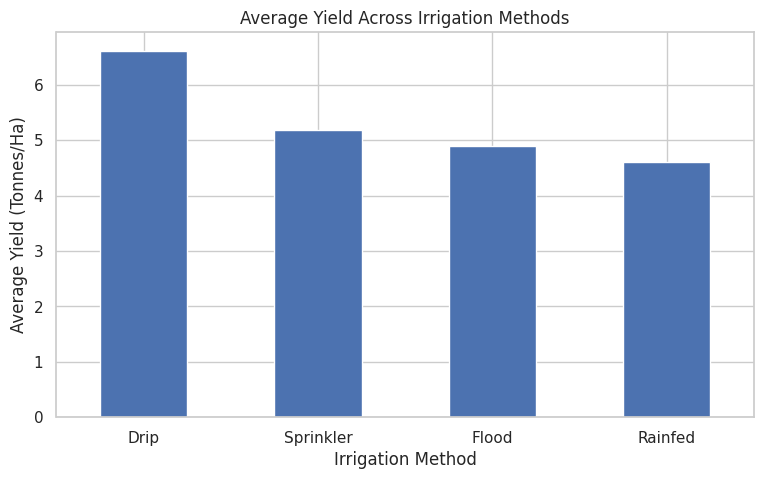 Average Yield Across Irrigation Methods
Average Yield (Tonnes/Ha)
6
5
4
3
2
1
0
Drip
Sprinkler
Flood
Rainfed
Irrigation Method